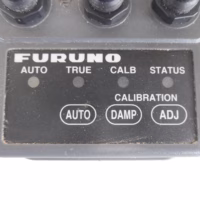 FURUNO
AUTO TRUE CALB STATUS
CALIBRATION
AUTO DAMP ADJ